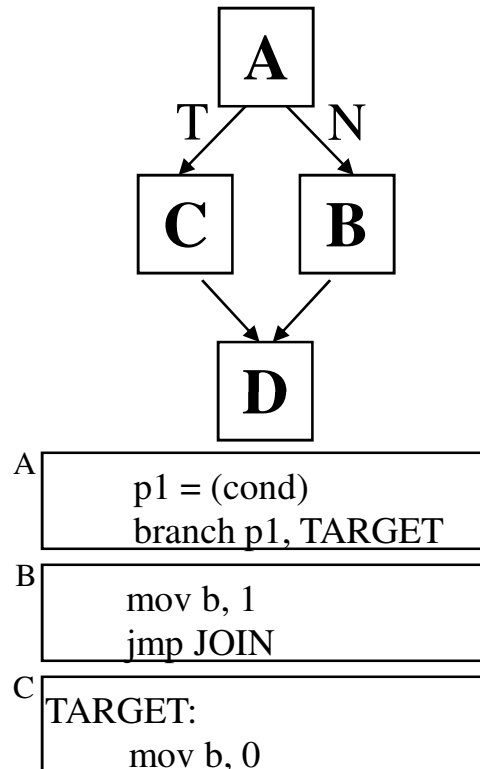 A
T N
C B
D
A
p1 = (cond)
branch p1, TARGET
B
mov b, 1
jmp JOIN
C
TARGET:
mov b, 0